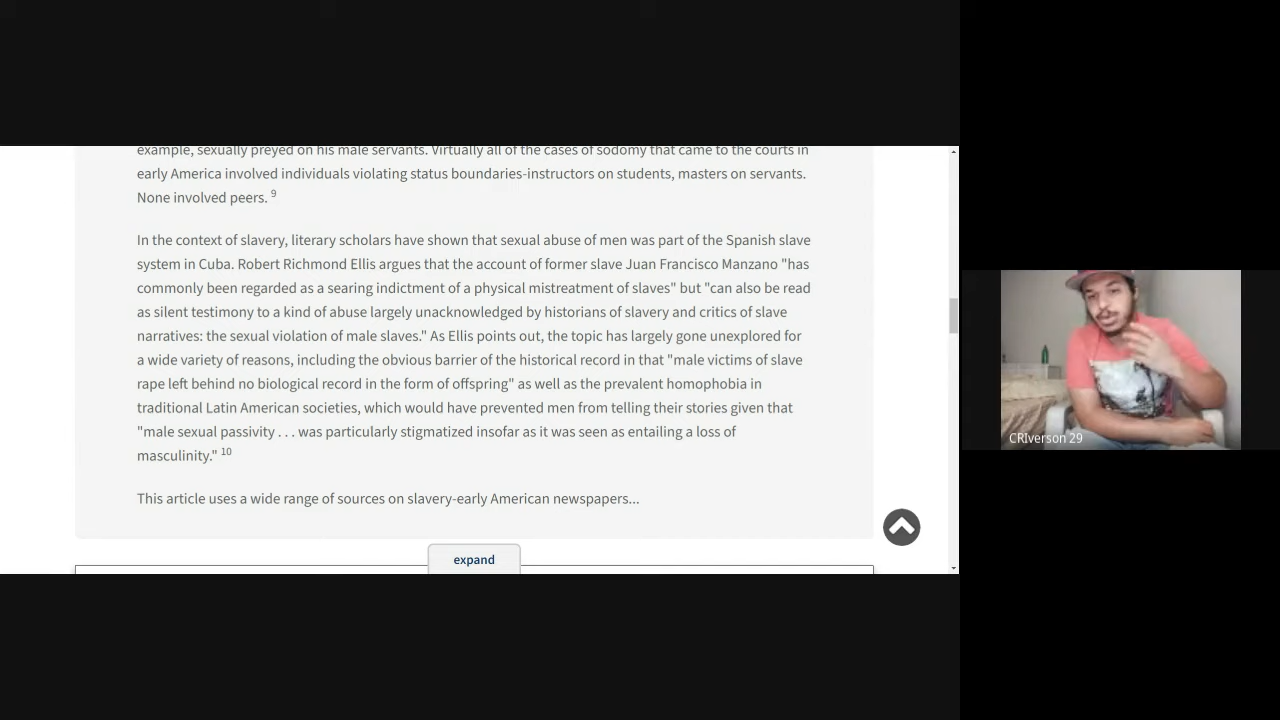 example, sexually preyed on his male servants. Virtually all of the cases of sodomy that came to the courts in
early America involved individuals violating status boundaries-instructors on students, masters on servants.
None involved peers. 9
In the context of slavery, literary scholars have shown that sexual abuse of men was part of the Spanish slave
system in Cuba. Robert Richmond Ellis argues that the account of former slave Juan Francisco Manzano "has
commonly been regarded as a searing indictment of a physical mistreatment of slaves" but "can also be read
as silent testimony to a kind of abuse largely unacknowledged by historians of slavery and critics of slave
narratives: the sexual violation of male slaves." As Ellis points out, the topic has largely gone unexplored for
a wide variety of reasons, including the obvious barrier of the historical record in that "male victims of slave
rape left behind no biological record in the form of offspring" as well as the prevalent homophobia in
traditional Latin American societies, which would have prevented men from telling their stories given that
"male sexual passivity . . . was particularly stigmatized insofar as it was seen as entailing a loss of
masculinity." 10
This article uses a wide range of sources on slavery-early American newspapers...
expand
CRIverson 29